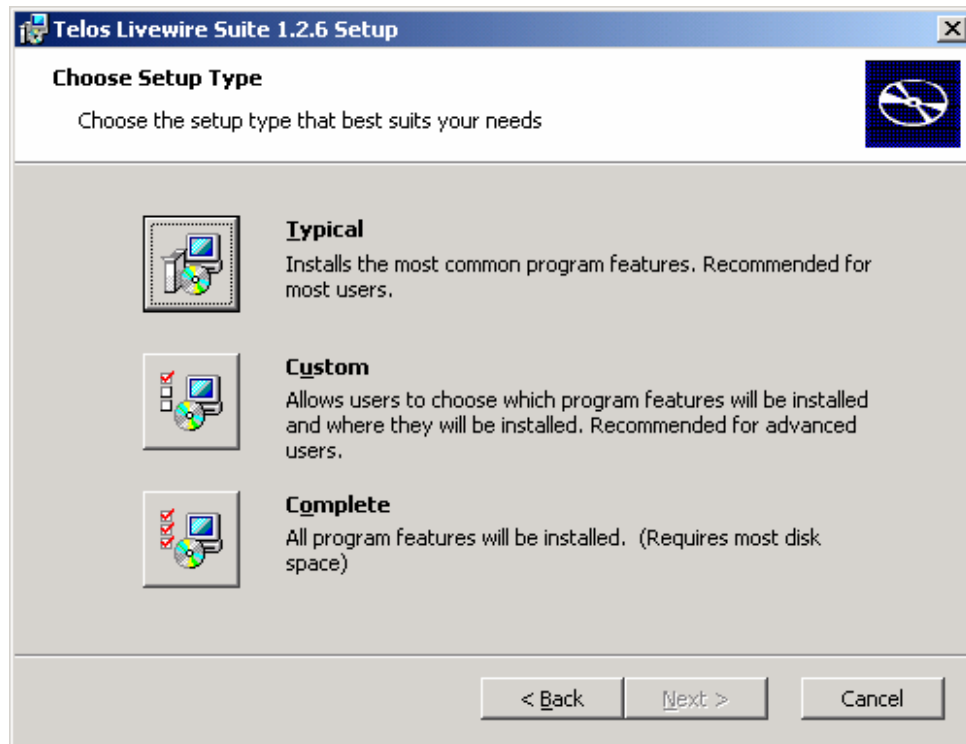 Telos Livewire Suite 1.2.6 Setup
Choose Setup Type
Choose the setup type that best suits your needs
Typical
Installs the most common program features. Recommended for
most users.
Custom
Allows users to choose which program features will be installed
and where they will be installed. Recommended for advanced
users.
Complete
All program features will be installed.  (Requires most disk
space)
< Back Next > Cancel